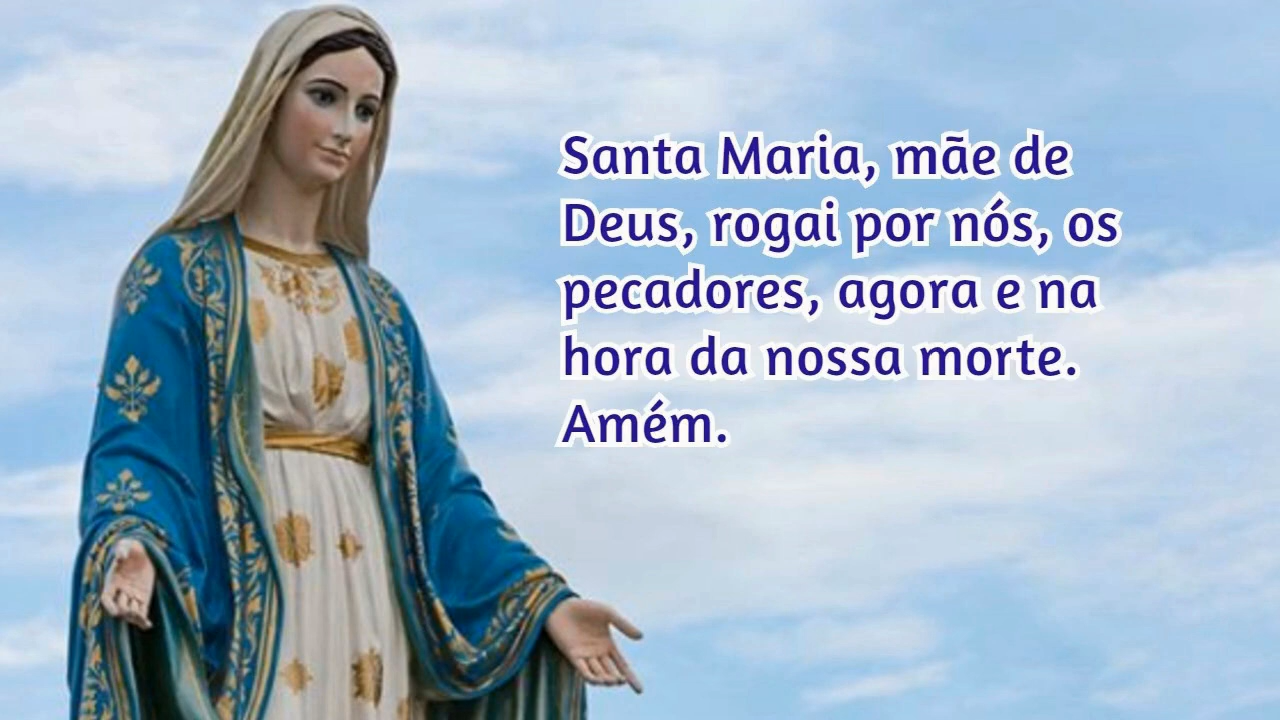 Santa Maria, mãe de
Deus, rogai por nós, os
pecadores, agora e na
hora da nossa morte.
Amém.